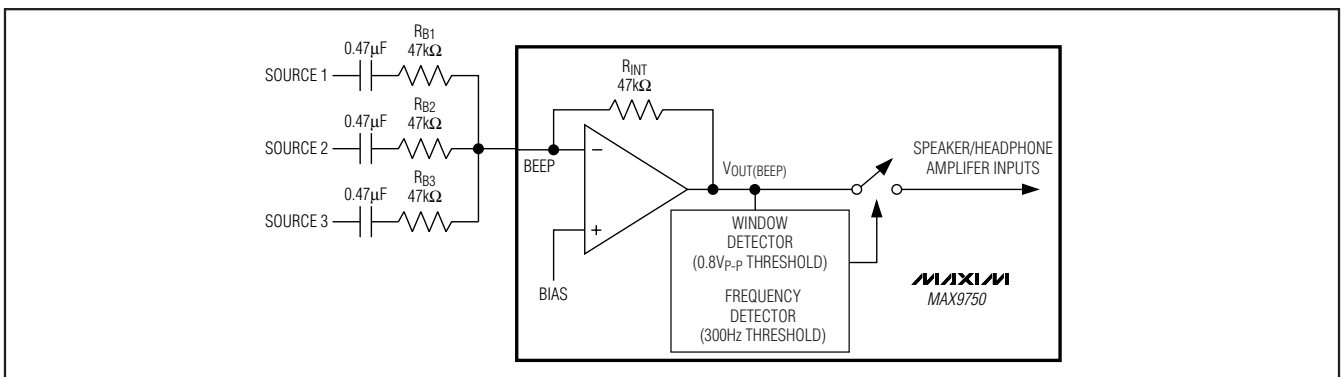 0.47µF
RB1
47kΩ
SOURCE 1
0.47µF
RB2
47kΩ
SOURCE 2
0.47µF
RB3
47kΩ
SOURCE 3
BEEP
RINT
47kΩ
−
+
BIAS
VOUT(BEEP)
WINDOW
DETECTOR
(0.8VP-P THRESHOLD)
FREQUENCY
DETECTOR
(300Hz THRESHOLD)
SPEAKER/HEADPHONE
AMPLIFER INPUTS
MAXIM
MAX9750